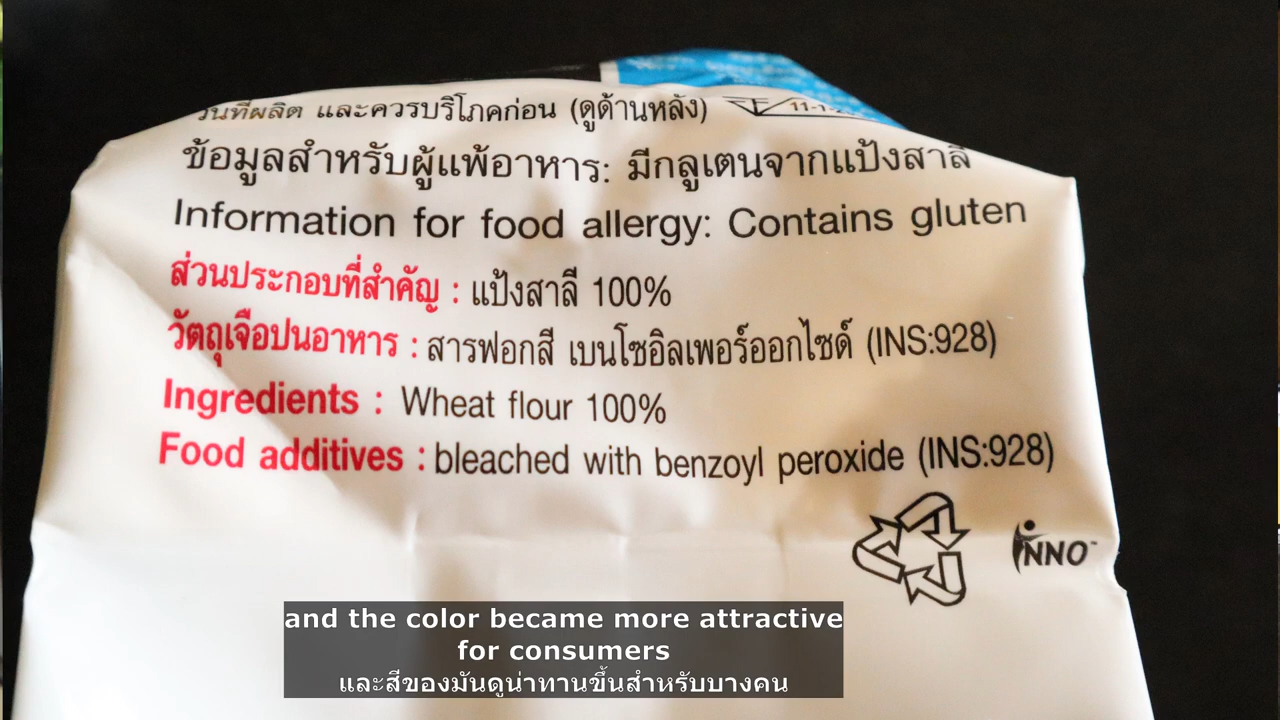 วันที่ผลิต และควรบริโภคก่อน (ดูด้านหลัง)
ข้อมูลสำหรับผู้แพ้อาหาร: มีกลูเตนจากแป้งสาลี
Information for food allergy: Contains gluten
ส่วนประกอบที่สำคัญ : แป้งสาลี 100%
วัตถุเจือปนอาหาร : สารฟอกสี เบนโซอิลเพอร์ออกไซด์ (INS:928)
Ingredients : Wheat flour 100%
Food additives : bleached with benzoyl peroxide (INS:928)
INNO™
and the color became more attractive
for consumers
และสีของมันดูน่าทานขึ้นสำหรับบางคน